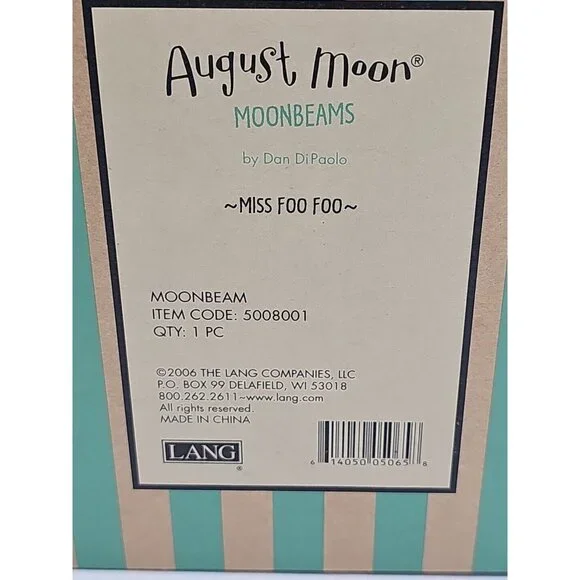 August Moon®
MOONBEAMS
by Dan DiPaolo
~MISS FOO FOO~
MOONBEAM
ITEM CODE: 5008001
QTY: 1 PC
©2006 THE LANG COMPANIES, LLC
P.O. BOX 99 DELAFIELD, WI 53018
800.262.2611~www.lang.com
All rights reserved.
MADE IN CHINA
LANG®
6 14050 05065 8